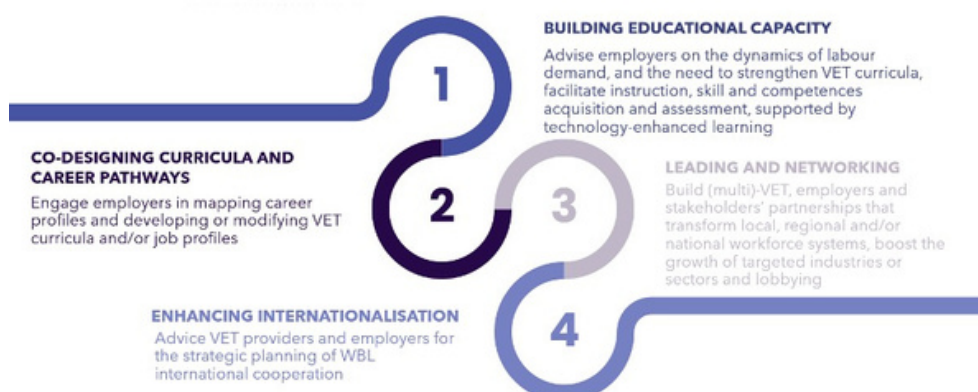 1
BUILDING EDUCATIONAL CAPACITY
Advise employers on the dynamics of labour
demand, and the need to strengthen VET curricula,
facilitate instruction, skill and competences
acquisition and assessment, supported by
technology-enhanced learning
2
CO-DESIGNING CURRICULA AND
CAREER PATHWAYS
Engage employers in mapping career
profiles and developing or modifying VET
curricula and/or job profiles
3
LEADING AND NETWORKING
Build (multi)-VET, employers and
stakeholders' partnerships that
transform local, regional and/or
national workforce systems, boost the
growth of targeted industries or
sectors and lobbying
4
ENHANCING INTERNATIONALISATION
Advice VET providers and employers for
the strategic planning of WBL
international cooperation